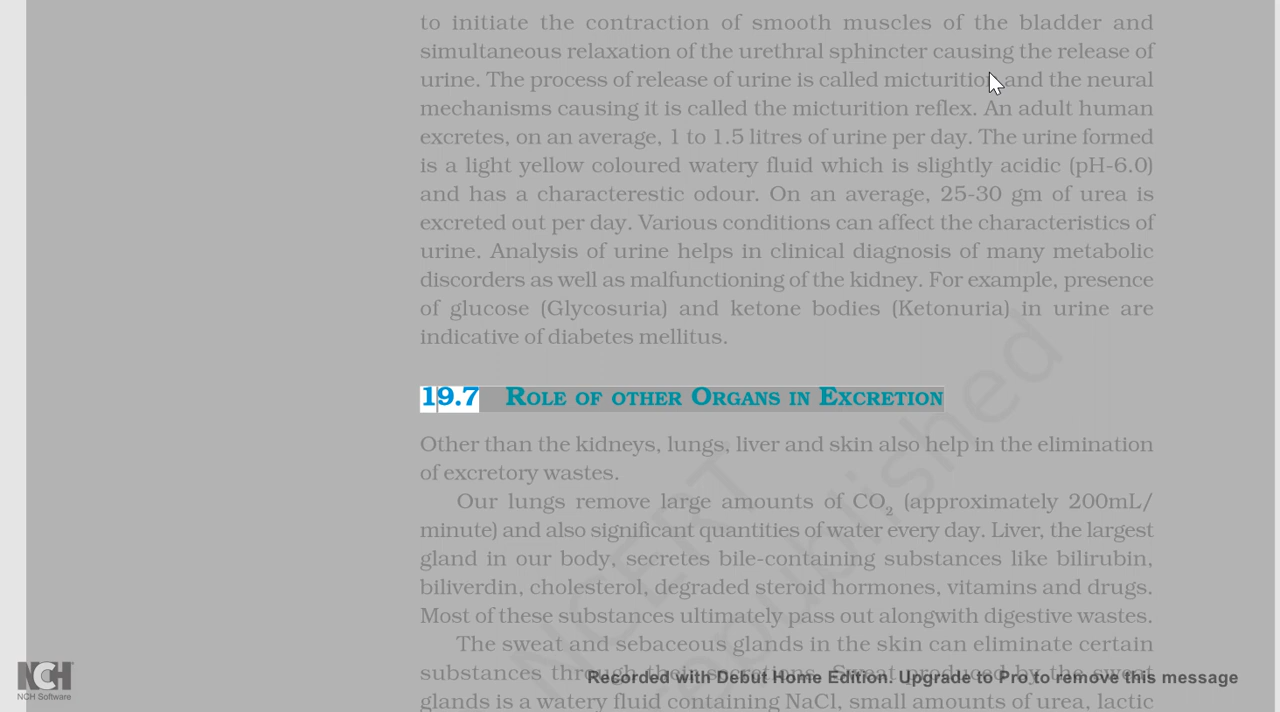 to initiate the contraction of smooth muscles of the bladder and
simultaneous relaxation of the urethral sphincter causing the release of
urine. The process of release of urine is called micturition and the neural
mechanisms causing it is called the micturition reflex. An adult human
excretes, on an average, 1 to 1.5 litres of urine per day. The urine formed
is a light yellow coloured watery fluid which is slightly acidic (pH-6.0)
and has a characterestic odour. On an average, 25-30 gm of urea is
excreted out per day. Various conditions can affect the characteristics of
urine. Analysis of urine helps in clinical diagnosis of many metabolic
discorders as well as malfunctioning of the kidney. For example, presence
of glucose (Glycosuria) and ketone bodies (Ketonuria) in urine are
indicative of diabetes mellitus.
19.7 Role of other Organs in Excretion
Other than the kidneys, lungs, liver and skin also help in the elimination
of excretory wastes.
Our lungs remove large amounts of CO₂ (approximately 200mL/
minute) and also significant quantities of water every day. Liver, the largest
gland in our body, secretes bile-containing substances like bilirubin,
biliverdin, cholesterol, degraded steroid hormones, vitamins and drugs.
Most of these substances ultimately pass out alongwith digestive wastes.
The sweat and sebaceous glands in the skin can eliminate certain
substances through their secretions. Sweat produced by the sweat
glands is a watery fluid containing NaCl, small amounts of urea, lactic
NCERT
republished
NCH
NCH Software
Recorded with Debut Home Edition. Upgrade to Pro to remove this message